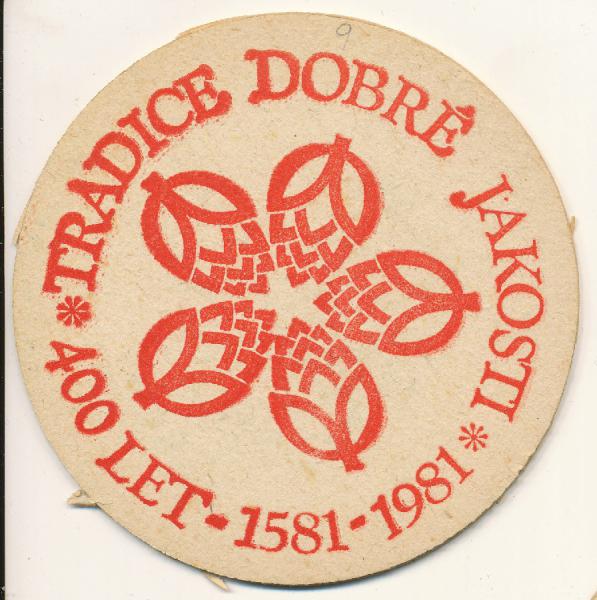 9
*TRADICE DOBRÉ JAKOSTI*
400 LET-1581-1981